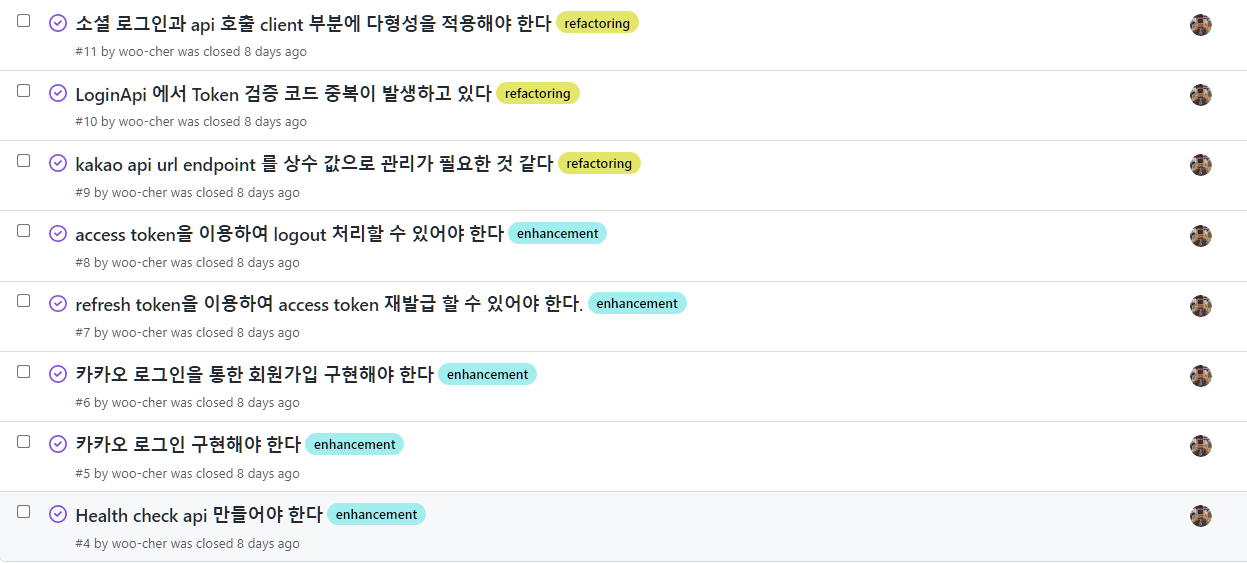 소셜 로그인과 api 호출 client 부분에 다형성을 적용해야 한다 refactoring
#11 by woo-cher was closed 8 days ago
LoginApi 에서 Token 검증 코드 중복이 발생하고 있다 refactoring
#10 by woo-cher was closed 8 days ago
kakao api url endpoint 를 상수 값으로 관리가 필요한 것 같다 refactoring
#9 by woo-cher was closed 8 days ago
access token을 이용하여 logout 처리할 수 있어야 한다 enhancement
#8 by woo-cher was closed 8 days ago
refresh token을 이용하여 access token 재발급 할 수 있어야 한다. enhancement
#7 by woo-cher was closed 8 days ago
카카오 로그인을 통한 회원가입 구현해야 한다 enhancement
#6 by woo-cher was closed 8 days ago
카카오 로그인 구현해야 한다 enhancement
#5 by woo-cher was closed 8 days ago
Health check api 만들어야 한다 enhancement
#4 by woo-cher was closed 8 days ago